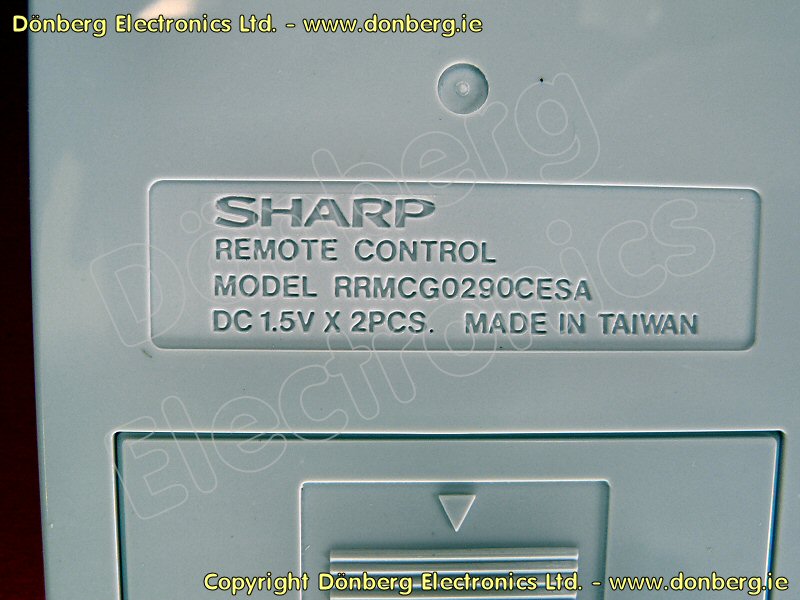 Dönberg Electronics Ltd. - www.donberg.ie
SHARP
REMOTE CONTROL
MODEL RRMCG0290CESA
DC 1.5V X 2PCS. MADE IN TAIWAN
Dönberg
Electronics
Copyright Dönberg Electronics Ltd. - www.donberg.ie